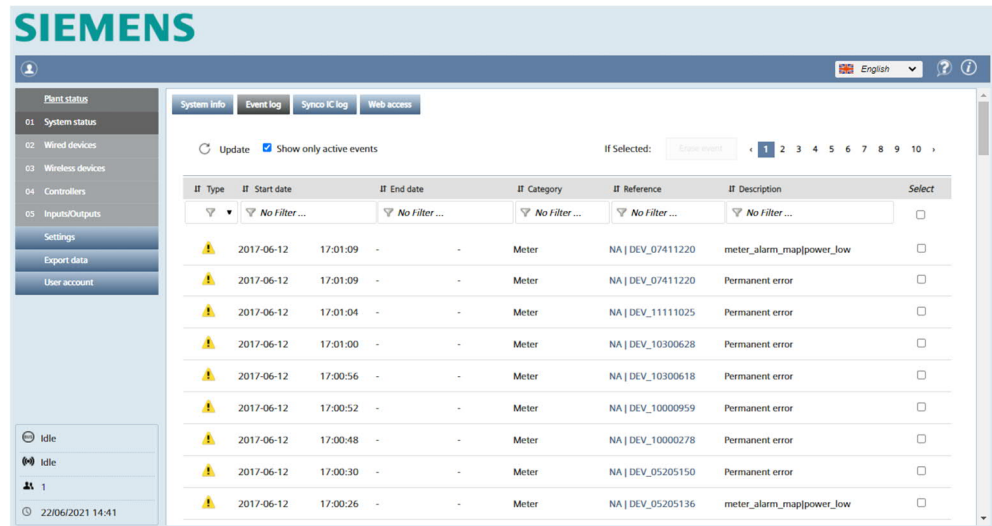 SIEMENS
English
Plant status
01 System status
02 Wired devices
03 Wireless devices
04 Controllers
05 Inputs/Outputs
Settings
Export data
User account
Idle
Idle
1
22/06/2021 14:41
System info Event log Synco IC log Web access
Update Show only active events If Selected: ‹ 1 2 3 4 5 6 7 8 9 10 ›
Type Start date End date Category Reference Description Select
No Filter ... No Filter ... No Filter ... No Filter ... No Filter ...
2017-06-12 17:01:09 - - Meter NA | DEV_07411220 meter_alarm_map|power_low
2017-06-12 17:01:09 - - Meter NA | DEV_07411220 Permanent error
2017-06-12 17:01:04 - - Meter NA | DEV_11111025 Permanent error
2017-06-12 17:01:00 - - Meter NA | DEV_10300628 Permanent error
2017-06-12 17:00:56 - - Meter NA | DEV_10300618 Permanent error
2017-06-12 17:00:52 - - Meter NA | DEV_10000959 Permanent error
2017-06-12 17:00:48 - - Meter NA | DEV_10000278 Permanent error
2017-06-12 17:00:30 - - Meter NA | DEV_05205150 Permanent error
2017-06-12 17:00:26 - - Meter NA | DEV_05205136 meter_alarm_map|power_low